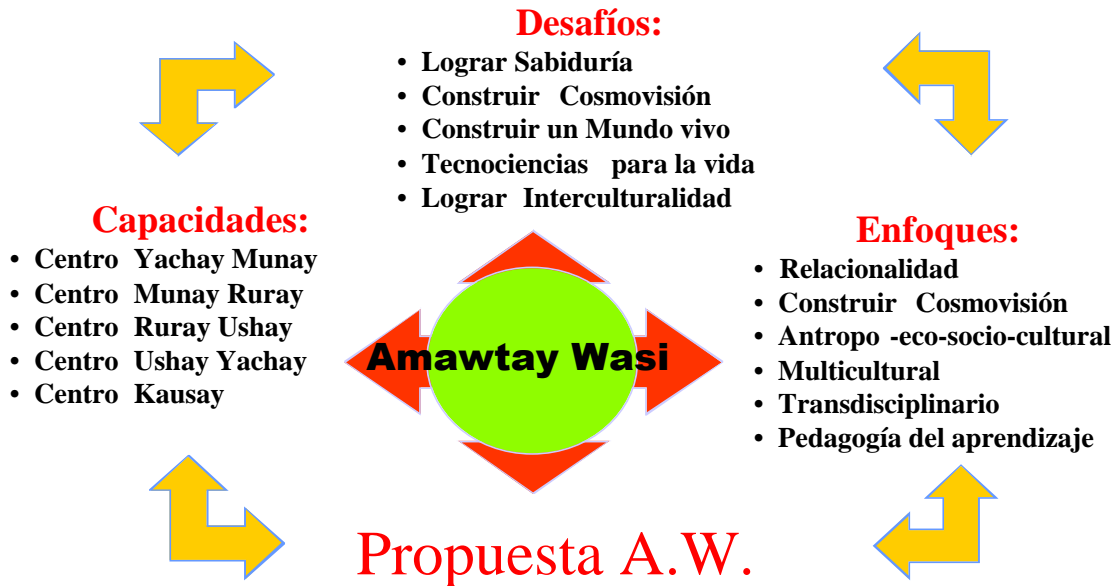 Desafíos:
• Lograr Sabiduría
• Construir Cosmovisión
• Construir un Mundo vivo
• Tecnociencias para la vida
• Lograr Interculturalidad
Capacidades:
• Centro Yachay Munay
• Centro Munay Ruray
• Centro Ruray Ushay
• Centro Ushay Yachay
• Centro Kausay
Amawtay Wasi
Enfoques:
• Relacionalidad
• Construir Cosmovisión
• Antropo -eco-socio-cultural
• Multicultural
• Transdisciplinario
• Pedagogía del aprendizaje
Propuesta A.W.